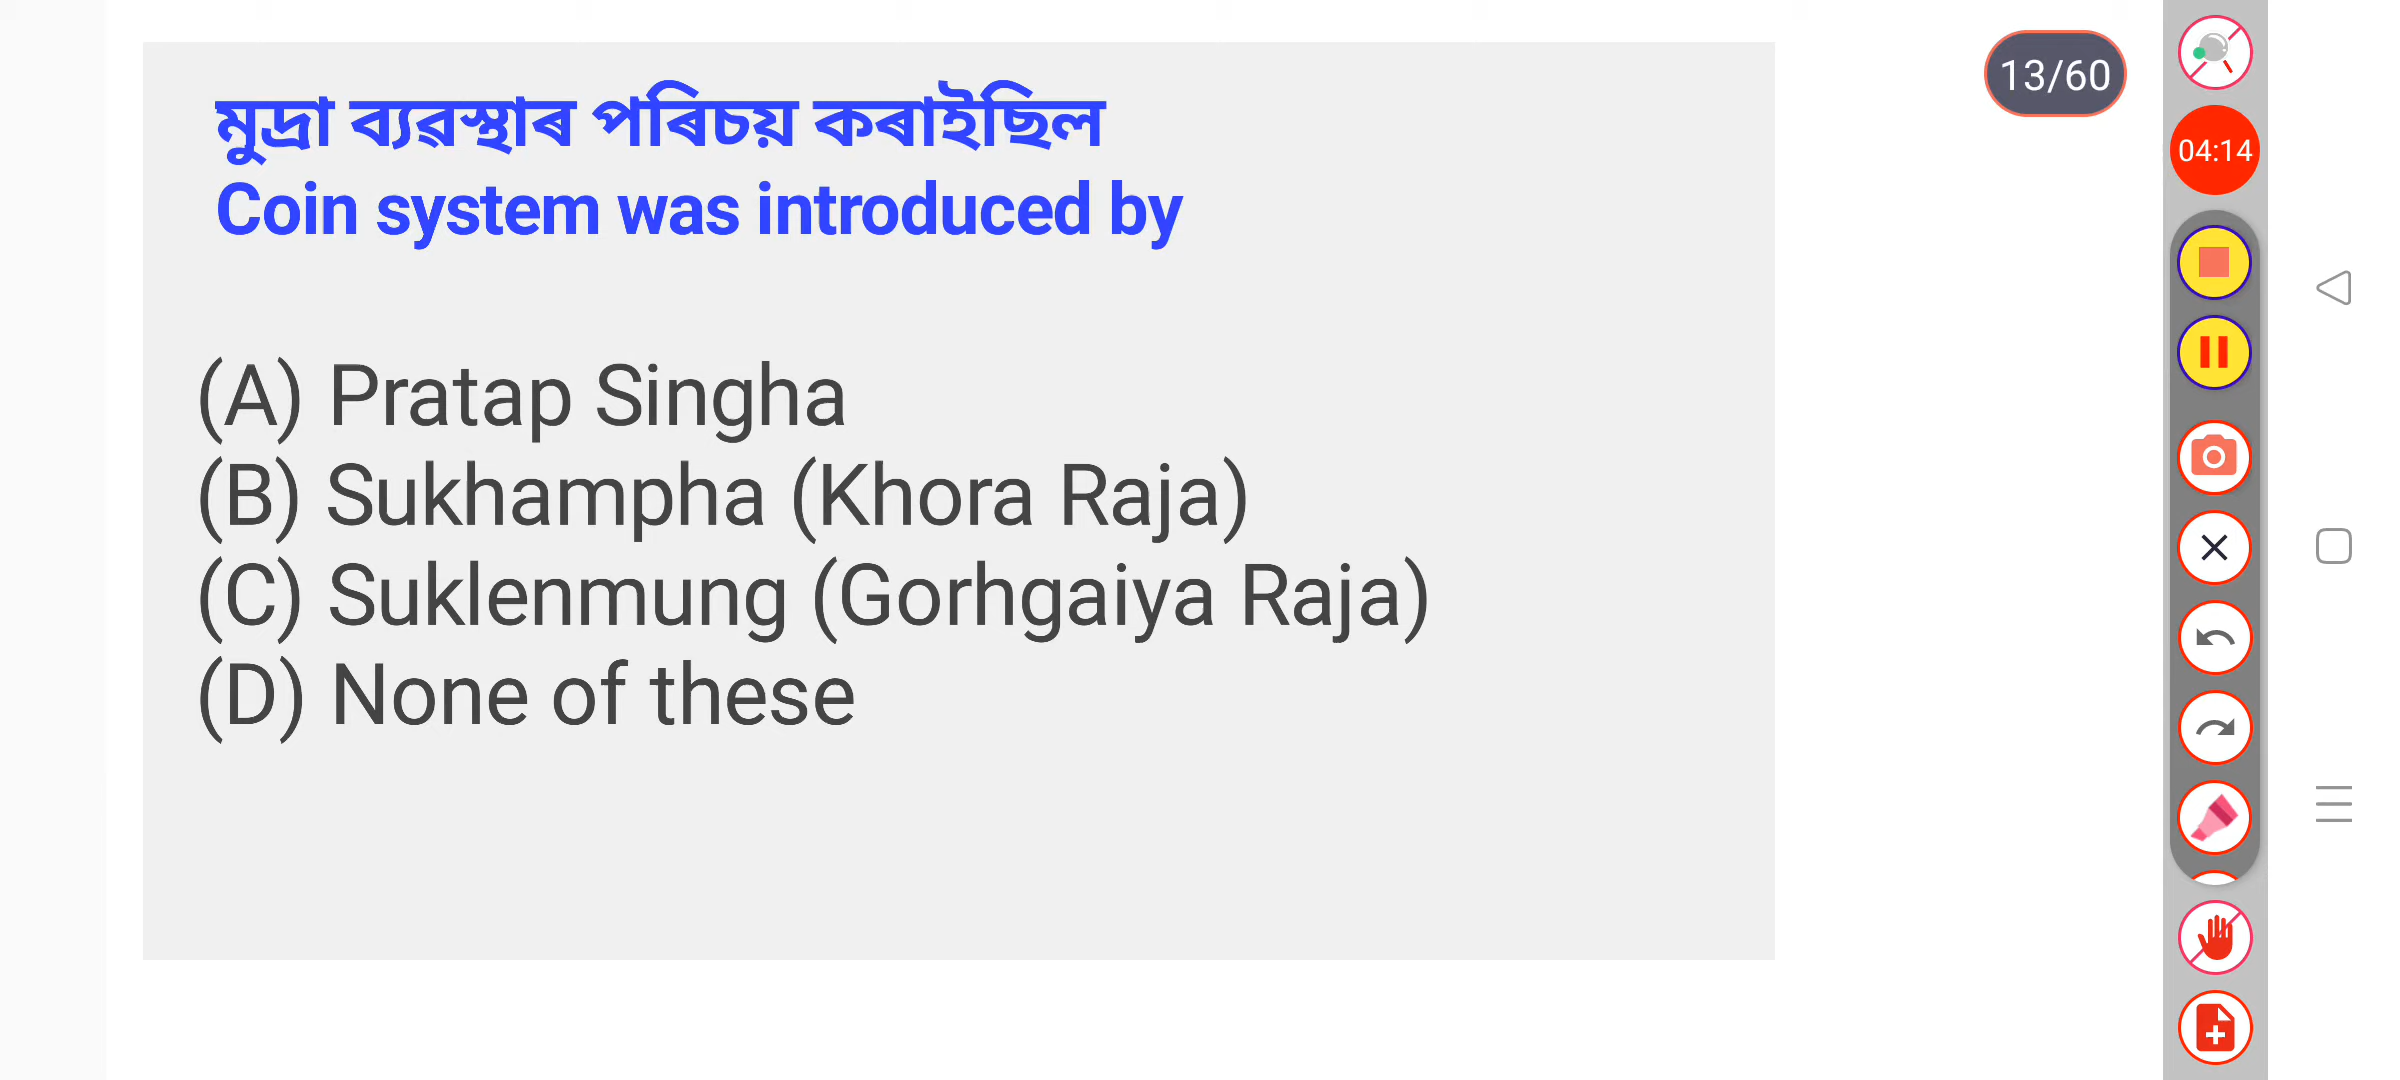 মুদ্ৰা ব্যৱস্থাৰ পৰিচয় কৰাইছিল
13/60
Coin system was introduced by
04:14
(A) Pratap Singha
(B) Sukhampha (Khora Raja)
(C) Suklenmung (Gorhgaiya Raja)
(D) None of these